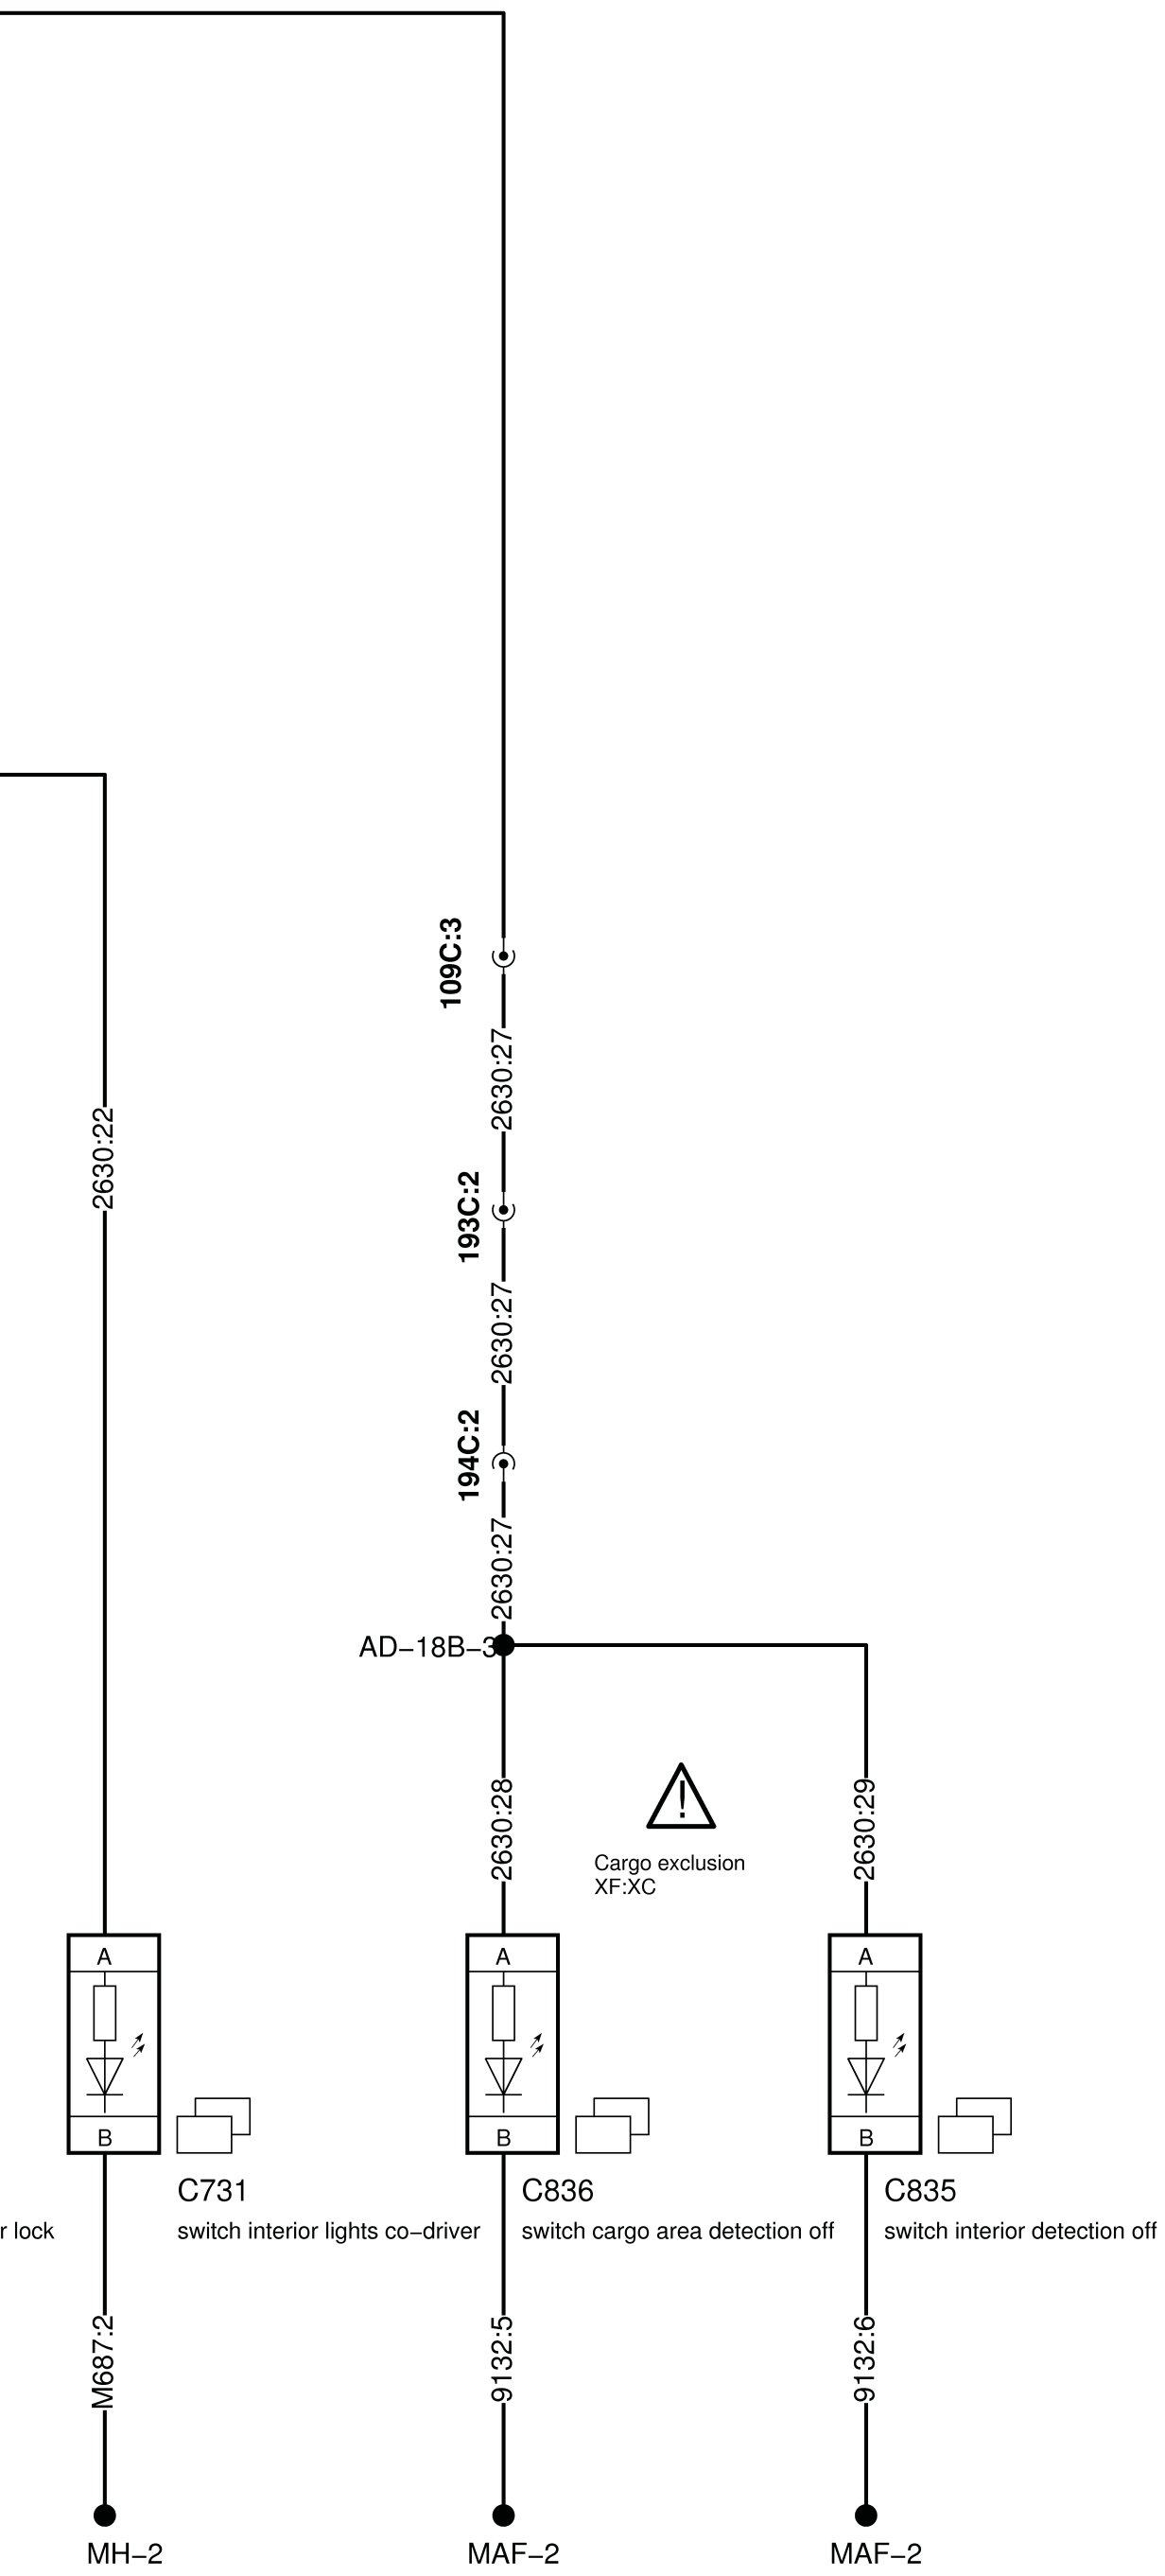 109C:3
2630:27
2630:22
193C:2
2630:27
194C:2
2630:27
AD–18B–3
2630:28
2630:29
!
Cargo exclusion
XF:XC
A
A
A
B
B
B
C731
C836
C835
r lock
switch interior lights co–driver
switch cargo area detection off
switch interior detection off
M687:2
9132:5
9132:6
MH–2
MAF–2
MAF–2